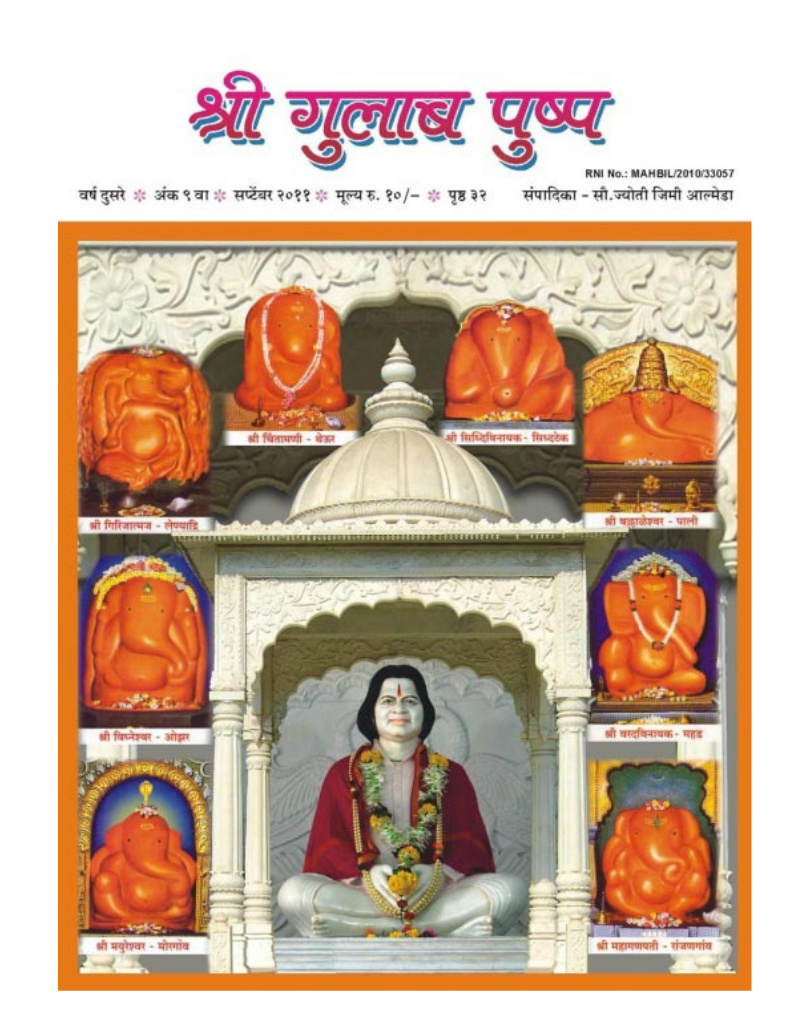 श्री गुलाब पुष्प
RNI No.: MAHBIL/2010/33057
वर्ष दुसरे ❉ अंक ९ वा ❉ सप्टेंबर २०११ ❉ मूल्य रु. १०/– ❉ पृष्ठ ३२ संपादिका – सौ.ज्योती जिमी आल्मेडा
श्री चिंतामणी - थेऊर
श्री सिध्दिविनायक - सिध्दटेक
श्री गिरिजात्मज - लेण्याद्रि
श्री बल्लाळेश्वर - पाली
श्री विघ्नेश्वर - ओझर
श्री वरदविनायक - महड
श्री मयुरेश्वर - मोरगांव
श्री महागणपती - रांजणगांव